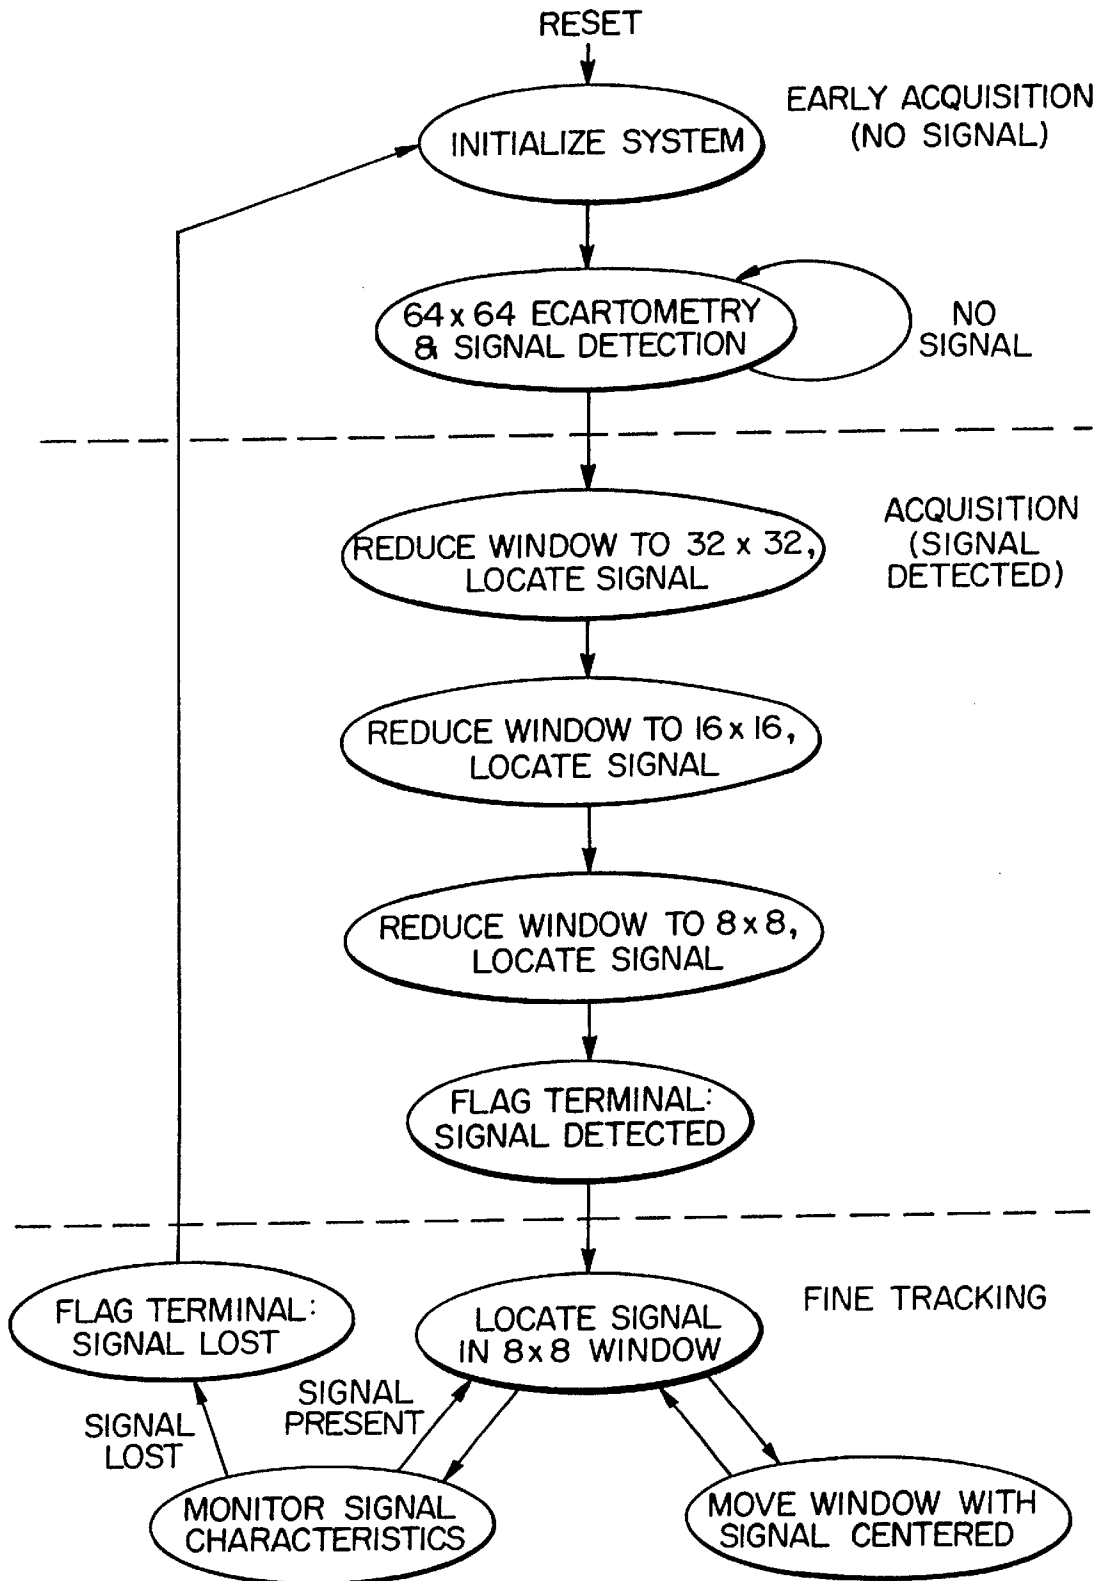 RESET
EARLY ACQUISITION
(NO SIGNAL)
INITIALIZE SYSTEM
64 x 64 ECARTOMETRY
& SIGNAL DETECTION
NO
SIGNAL
ACQUISITION
(SIGNAL
DETECTED)
REDUCE WINDOW TO 32 x 32,
LOCATE SIGNAL
REDUCE WINDOW TO 16 x 16,
LOCATE SIGNAL
REDUCE WINDOW TO 8 x 8,
LOCATE SIGNAL
FLAG TERMINAL:
SIGNAL DETECTED
FINE TRACKING
FLAG TERMINAL:
SIGNAL LOST
LOCATE SIGNAL
IN 8 x 8 WINDOW
SIGNAL
PRESENT
SIGNAL
LOST
MONITOR SIGNAL
CHARACTERISTICS
MOVE WINDOW WITH
SIGNAL CENTERED